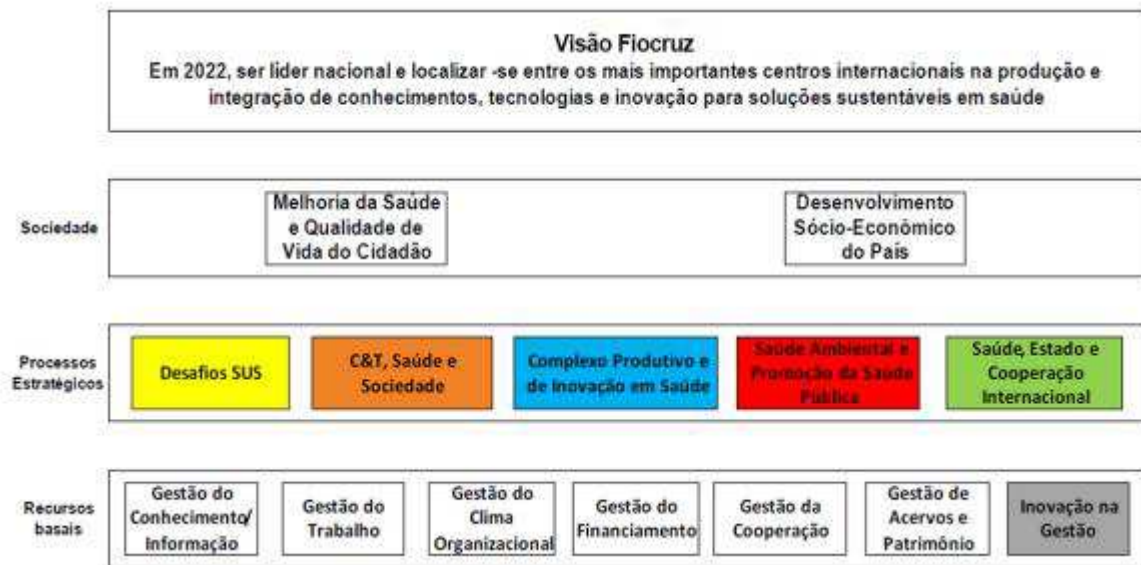 Visão Fiocruz
Em 2022, ser lider nacional e localizar -se entre os mais importantes centros internacionais na produção e
integração de conhecimentos, tecnologias e inovação para soluções sustentáveis em saúde
Sociedade
Melhoria da Saúde
e Qualidade de
Vida do Cidadão
Desenvolvimento
Sócio-Econômico
do País
Processos
Estratégicos
Desafios SUS
C&T, Saúde e
Sociedade
Complexo Produtivo e
de Inovação em Saúde
Saúde Ambiental e
Promoção da Saúde
Pública
Saúde, Estado e
Cooperação
Internacional
Recursos
basais
Gestão do
Conhecimento/
Informação
Gestão do
Trabalho
Gestão do
Clima
Organizacional
Gestão do
Financiamento
Gestão da
Cooperação
Gestão de
Acervos e
Patrimônio
Inovação na
Gestão